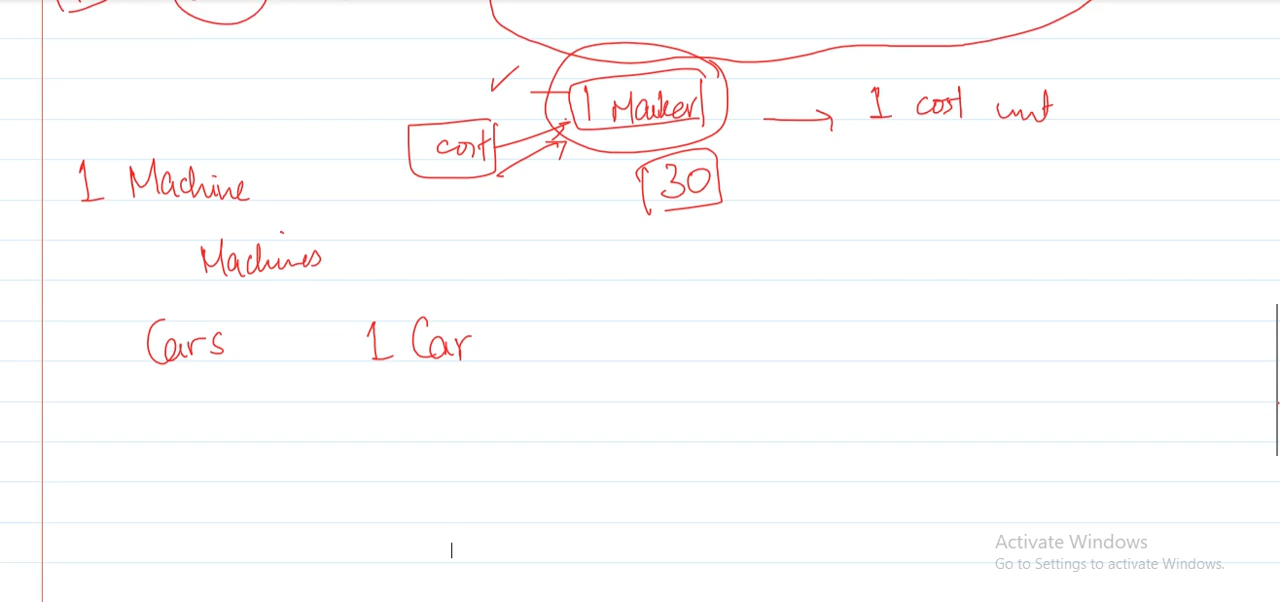 1 Marker → 1 cost unit
cost
30
1 Machine
Machines
Cars 1 Car
Activate Windows
Go to Settings to activate Windows.